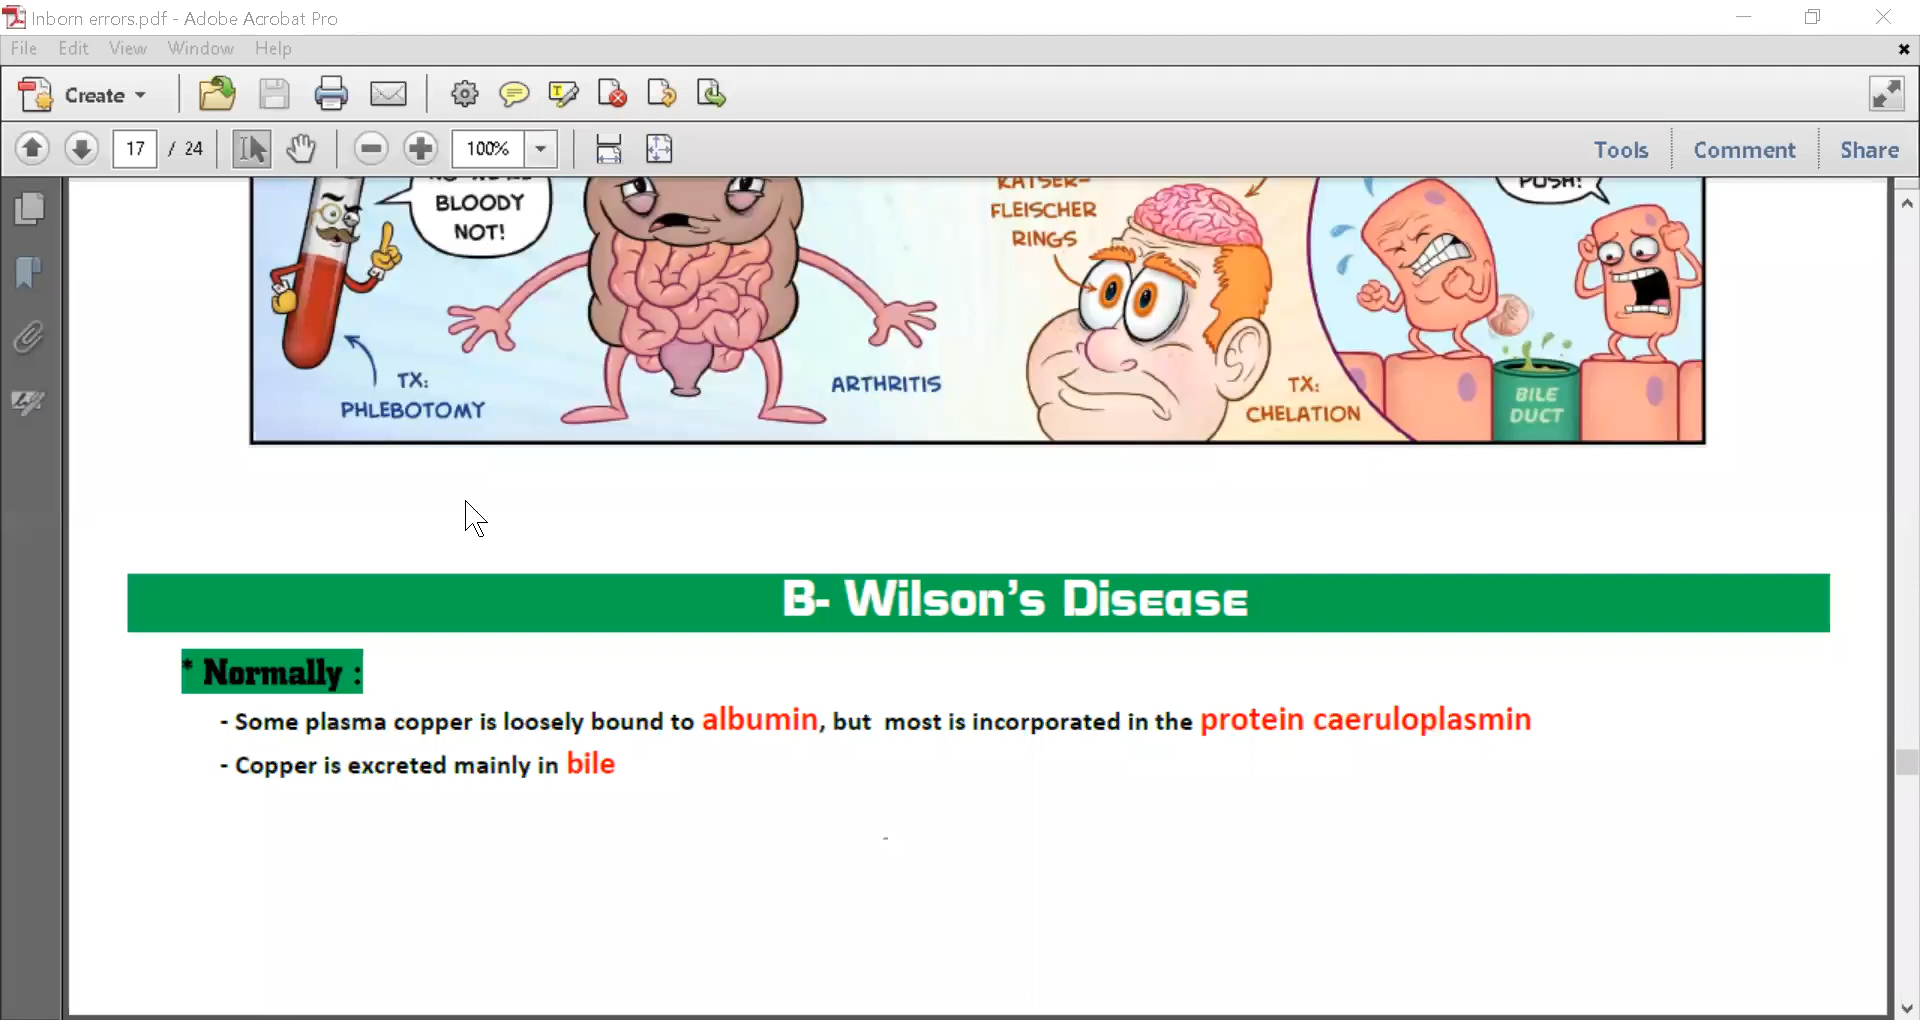 Inborn errors.pdf - Adobe Acrobat Pro
File Edit View Window Help
Create
17 / 24 100% Tools Comment Share
BLOODY
NOT!
TX:
PHLEBOTOMY
ARTHRITIS
KAYSER-
FLEISCHER
RINGS
TX:
CHELATION
PUSH!
BILE
DUCT
B- Wilson's Disease
* Normally :
- Some plasma copper is loosely bound to albumin, but most is incorporated in the protein caeruloplasmin
- Copper is excreted mainly in bile